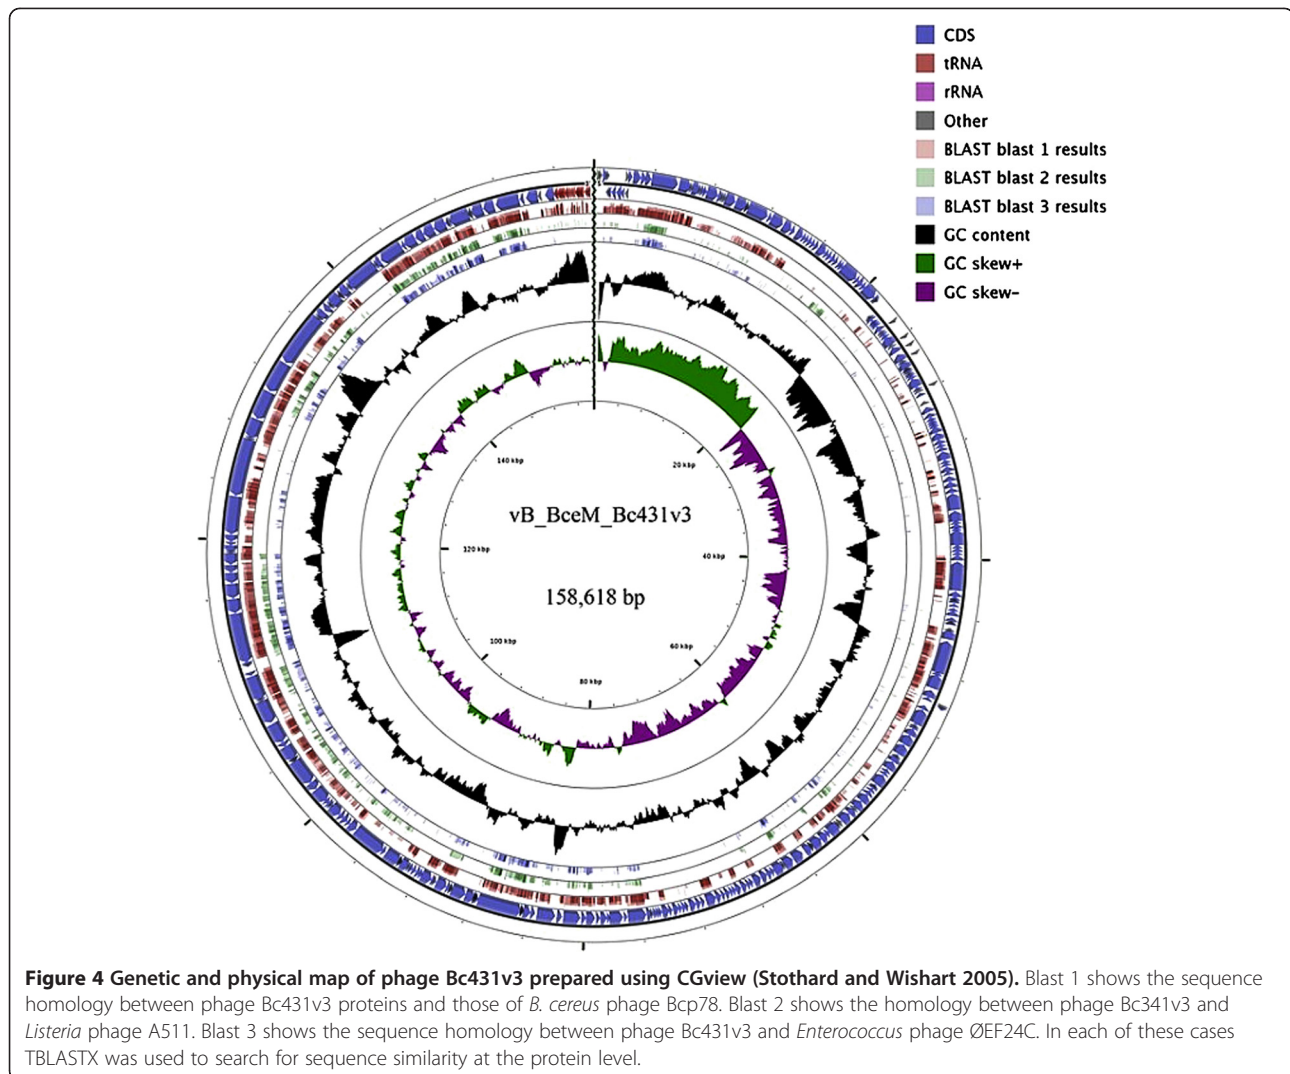 CDS
tRNA
rRNA
Other
BLAST blast 1 results
BLAST blast 2 results
BLAST blast 3 results
GC content
GC skew+
GC skew-
140 kbp
20 kbp
vB_BceM_Bc431v3
120 kbp
40 kbp
158,618 bp
100 kbp
60 kbp
80 kbp
Figure 4 Genetic and physical map of phage Bc431v3 prepared using CGview (Stothard and Wishart 2005). Blast 1 shows the sequence
homology between phage Bc431v3 proteins and those of B. cereus phage Bcp78. Blast 2 shows the homology between phage Bc341v3 and
Listeria phage A511. Blast 3 shows the sequence homology between phage Bc431v3 and Enterococcus phage ØEF24C. In each of these cases
TBLASTX was used to search for sequence similarity at the protein level.